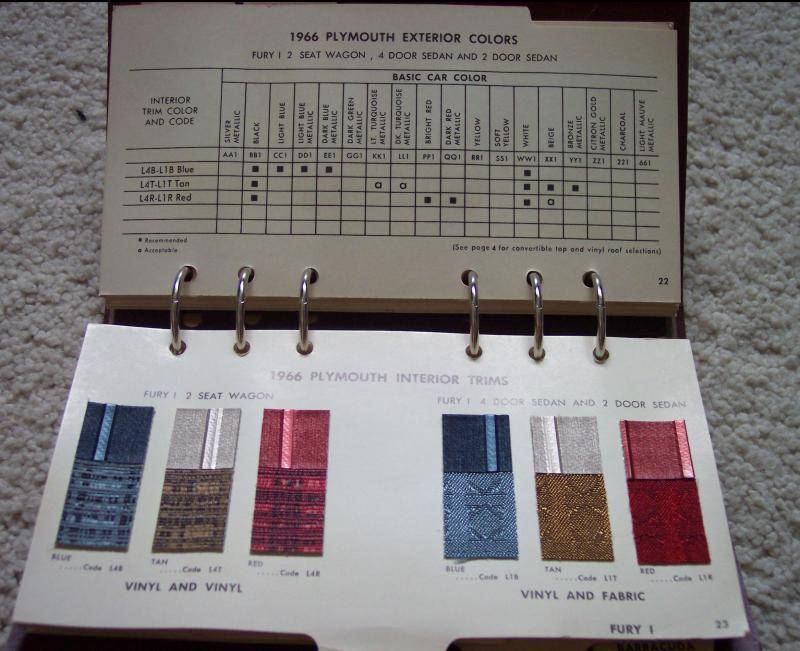 1966 PLYMOUTH EXTERIOR COLORS
FURY I 2 SEAT WAGON, 4 DOOR SEDAN AND 2 DOOR SEDAN
BASIC CAR COLOR
INTERIOR
TRIM COLOR
AND CODE
SILVER METALLIC
BLACK
LIGHT BLUE
LIGHT BLUE METALLIC
DARK BLUE METALLIC
DARK GREEN METALLIC
LT. TURQUOISE METALLIC
DK. TURQUOISE METALLIC
BRIGHT RED
DARK RED METALLIC
YELLOW
SOFT YELLOW
WHITE
BEIGE
BRONZE METALLIC
CITRON GOLD METALLIC
CHARCOAL
LIGHT MAUVE METALLIC
AA1 BB1 CC1 DD1 EE1 GG1 KK1 LL1 PP1 QQ1 RR1 SS1 WW1 XX1 YY1 ZZ1 221 661
L4B-L1B Blue ■ ■ ■ ■ ■
L4T-L1T Tan ■ o o ■ ■ ■
L4R-L1R Red ■ ■ ■ ■ o
■ Recommended
o Acceptable
(See page 4 for convertible top and vinyl roof selections)
22
1966 PLYMOUTH INTERIOR TRIMS
FURY I 2 SEAT WAGON
FURY I 4 DOOR SEDAN AND 2 DOOR SEDAN
BLUE
.....Code L4B
TAN
.....Code L4T
RED
.....Code L4R
VINYL AND VINYL
BLUE
.....Code L1B
TAN
.....Code L1T
RED
.....Code L1R
VINYL AND FABRIC
FURY I
23
BARRACUDA